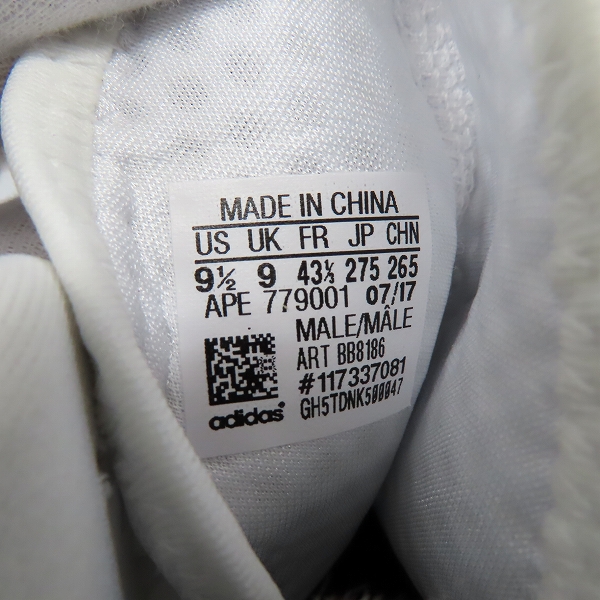 MADE IN CHINA
US UK FR JP CHN
9½ 9 43⅓ 275 265
APE 779001 07/17
MALE/MÂLE
ART BB8186
#117337081
GH5TDNK500047
adidas